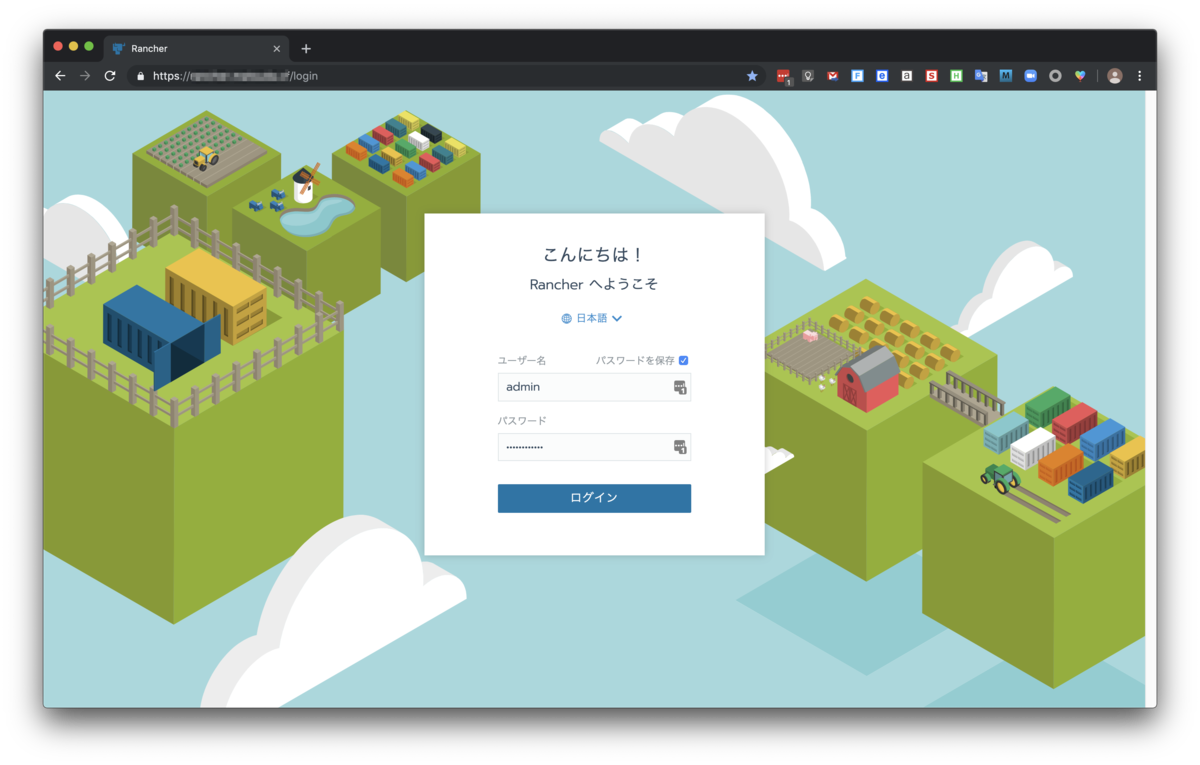 Rancher
https:// /login
こんにちは！
Rancher へようこそ
日本語
ユーザー名 パスワードを保存
admin
パスワード
••••••••••••
ログイン